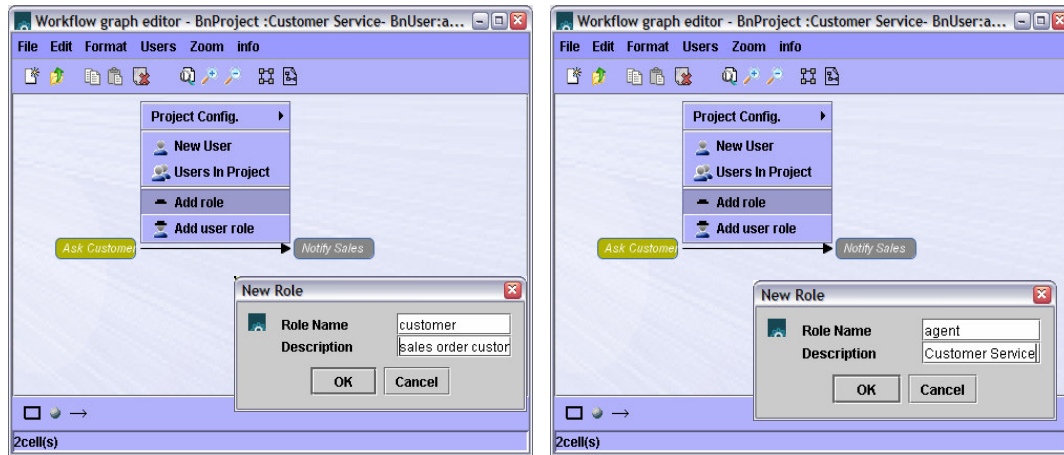 Workflow graph editor - BnProject :Customer Service- BnUser:a...
File Edit Format Users Zoom info
Project Config.
New User
Users In Project
Add role
Add user role
Ask Customer
Notify Sales
New Role
Role Name customer
Description sales order custor
OK Cancel
2cell(s)
Workflow graph editor - BnProject :Customer Service- BnUser:a...
File Edit Format Users Zoom info
Project Config.
New User
Users In Project
Add role
Add user role
Ask Customer
Notify Sales
New Role
Role Name agent
Description Customer Service
OK Cancel
2cell(s)